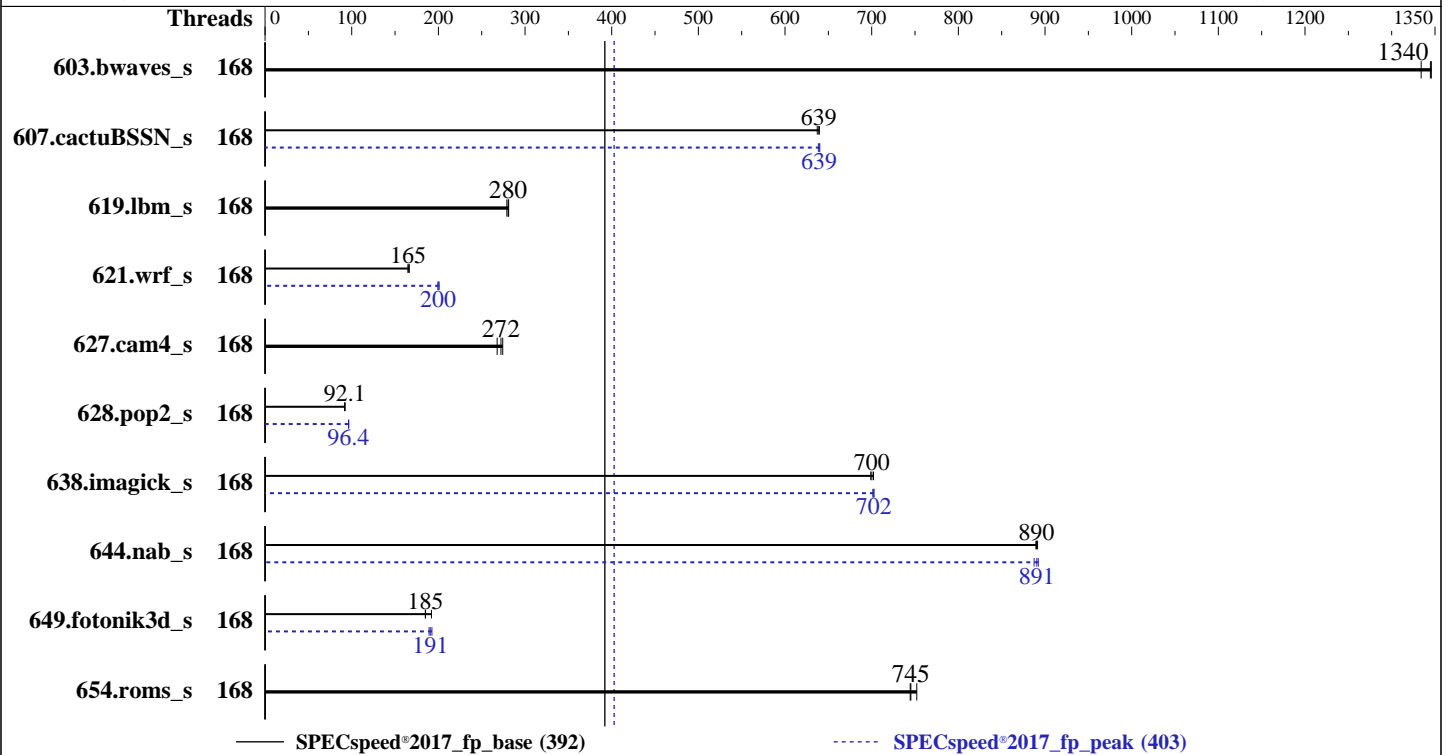 Threads 0 100 200 300 400 500 600 700 800 900 1000 1100 1200 1350
1340
603.bwaves_s 168
639
607.cactuBSSN_s 168
639
280
619.lbm_s 168
165
621.wrf_s 168
200
272
627.cam4_s 168
92.1
628.pop2_s 168
96.4
700
638.imagick_s 168
702
890
644.nab_s 168
891
185
649.fotonik3d_s 168
191
745
654.roms_s 168
SPECspeed®2017_fp_base (392) SPECspeed®2017_fp_peak (403)